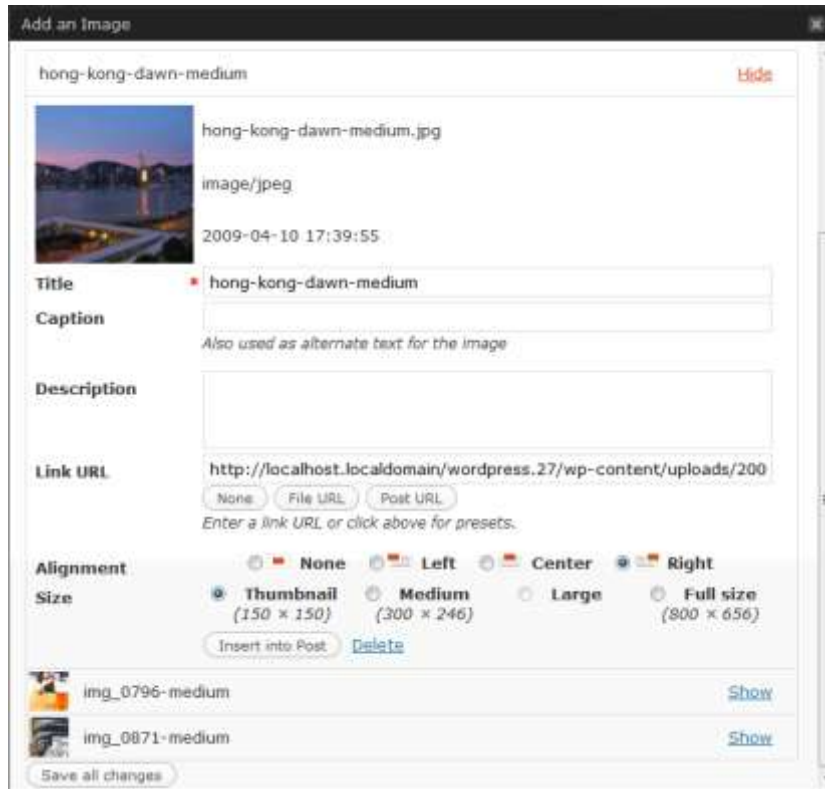 Add an Image
hong-kong-dawn-medium Hide
hong-kong-dawn-medium.jpg
image/jpeg
2009-04-10 17:39:55
Title * hong-kong-dawn-medium
Caption
Also used as alternate text for the image
Description
Link URL http://localhost.localdomain/wordpress.27/wp-content/uploads/200
None File URL Post URL
Enter a link URL or click above for presets.
Alignment None Left Center Right
Size Thumbnail Medium Large Full size
(150 × 150) (300 × 246) (800 × 656)
Insert into Post Delete
img_0796-medium Show
img_0871-medium Show
Save all changes